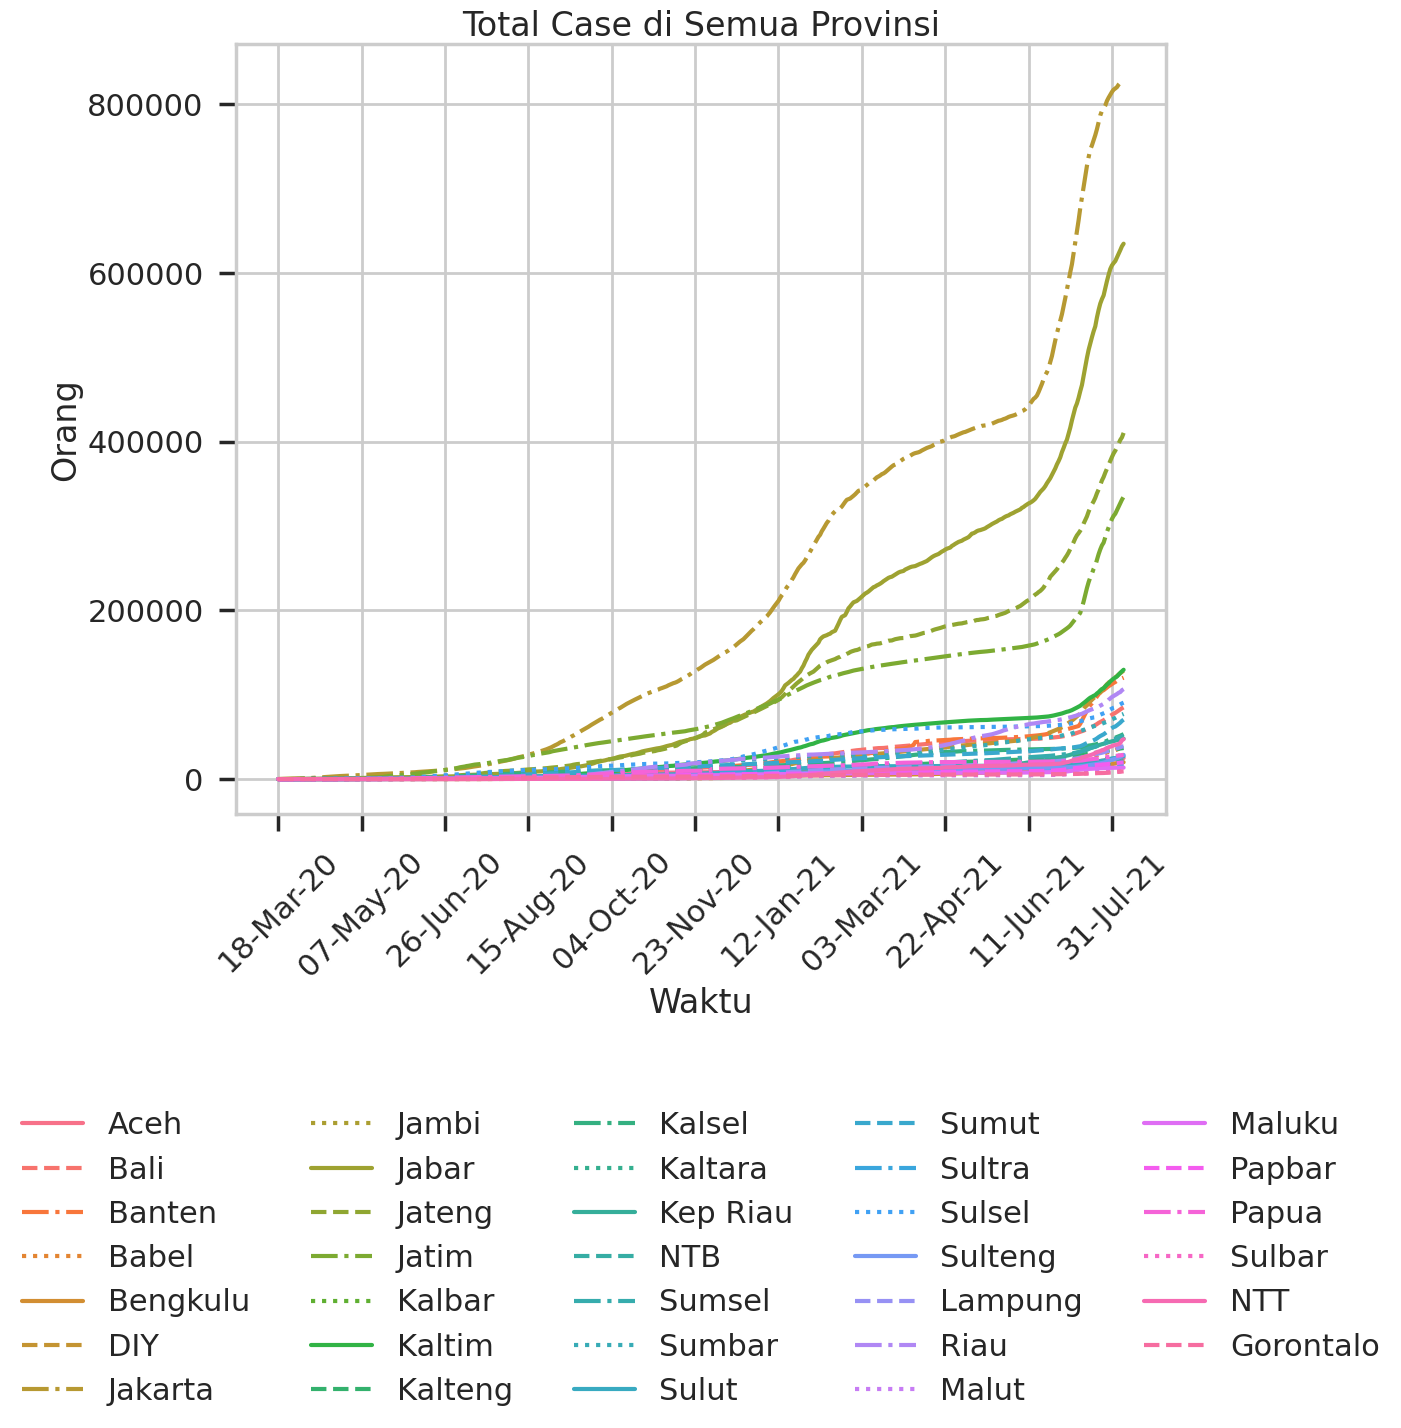 Total Case di Semua Provinsi
800000
600000
400000
200000
0
Orang
18-Mar-20
07-May-20
26-Jun-20
15-Aug-20
04-Oct-20
23-Nov-20
12-Jan-21
03-Mar-21
22-Apr-21
11-Jun-21
31-Jul-21
Waktu
Aceh
Bali
Banten
Babel
Bengkulu
DIY
Jakarta
Jambi
Jabar
Jateng
Jatim
Kalbar
Kaltim
Kalteng
Kalsel
Kaltara
Kep Riau
NTB
Sumsel
Sumbar
Sulut
Sumut
Sultra
Sulsel
Sulteng
Lampung
Riau
Malut
Maluku
Papbar
Papua
Sulbar
NTT
Gorontalo